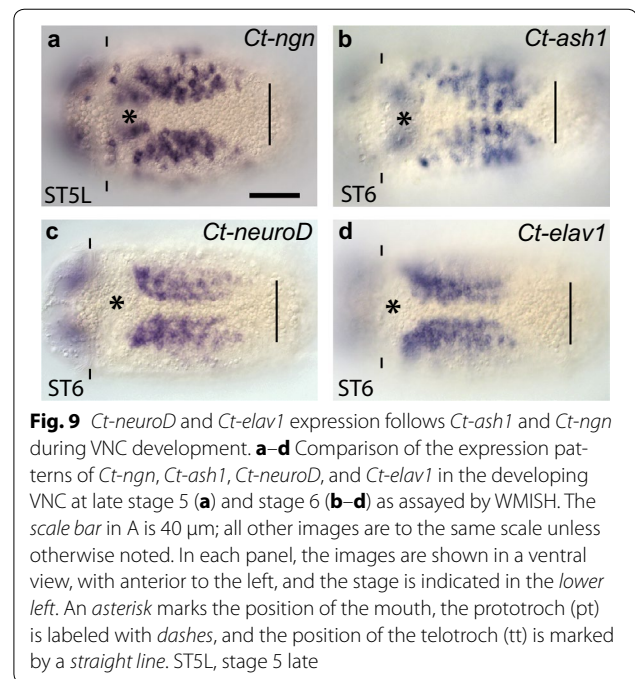 a
Ct-ngn
*
ST5L
b
Ct-ash1
*
ST6
c
Ct-neuroD
*
ST6
d
Ct-elav1
*
ST6
Fig. 9 Ct-neuroD and Ct-elav1 expression follows Ct-ash1 and Ct-ngn
during VNC development. a–d Comparison of the expression pat-
terns of Ct-ngn, Ct-ash1, Ct-neuroD, and Ct-elav1 in the developing
VNC at late stage 5 (a) and stage 6 (b–d) as assayed by WMISH. The
scale bar in A is 40 μm; all other images are to the same scale unless
otherwise noted. In each panel, the images are shown in a ventral
view, with anterior to the left, and the stage is indicated in the lower
left. An asterisk marks the position of the mouth, the prototroch (pt)
is labeled with dashes, and the position of the telotroch (tt) is marked
by a straight line. ST5L, stage 5 late